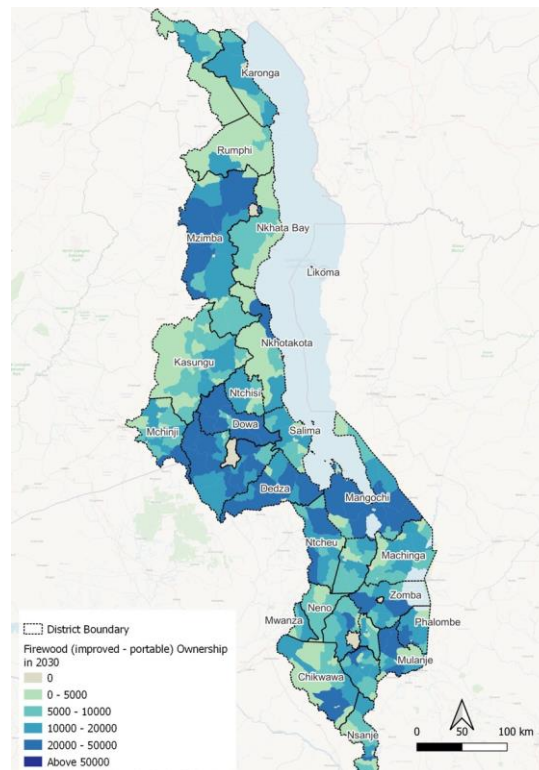 Karonga
Rumphi
Mzimba
Nkhata Bay
Likoma
Nkhotakota
Kasungu
Ntchisi
Mchinji
Dowa
Salima
Dedza
Mangochi
Ntcheu
Machinga
Zomba
Neno
Mwanza
Phalombe
Mulanje
Chikwawa
Nsanje
District Boundary
Firewood (improved - portable) Ownership
in 2030
0
0 - 5000
5000 - 10000
10000 - 20000
20000 - 50000
Above 50000
0 50 100 km